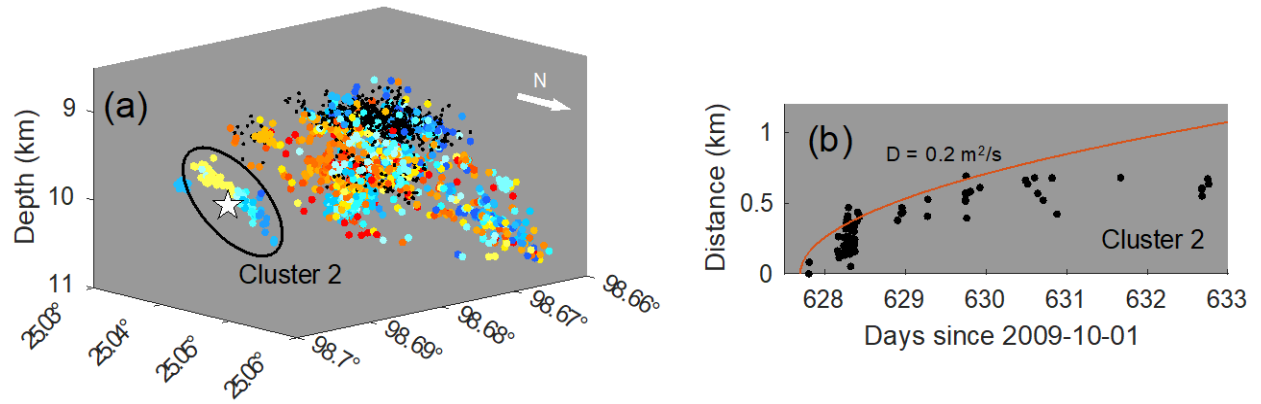 (a)
N
9
10
11
Depth (km)
Cluster 2
25.03°
25.04°
25.05°
25.06°
98.7°
98.69°
98.68°
98.67°
98.66°
(b)
D = 0.2 m²/s
Cluster 2
1
0.5
0
Distance (km)
628
629
630
631
632
633
Days since 2009-10-01